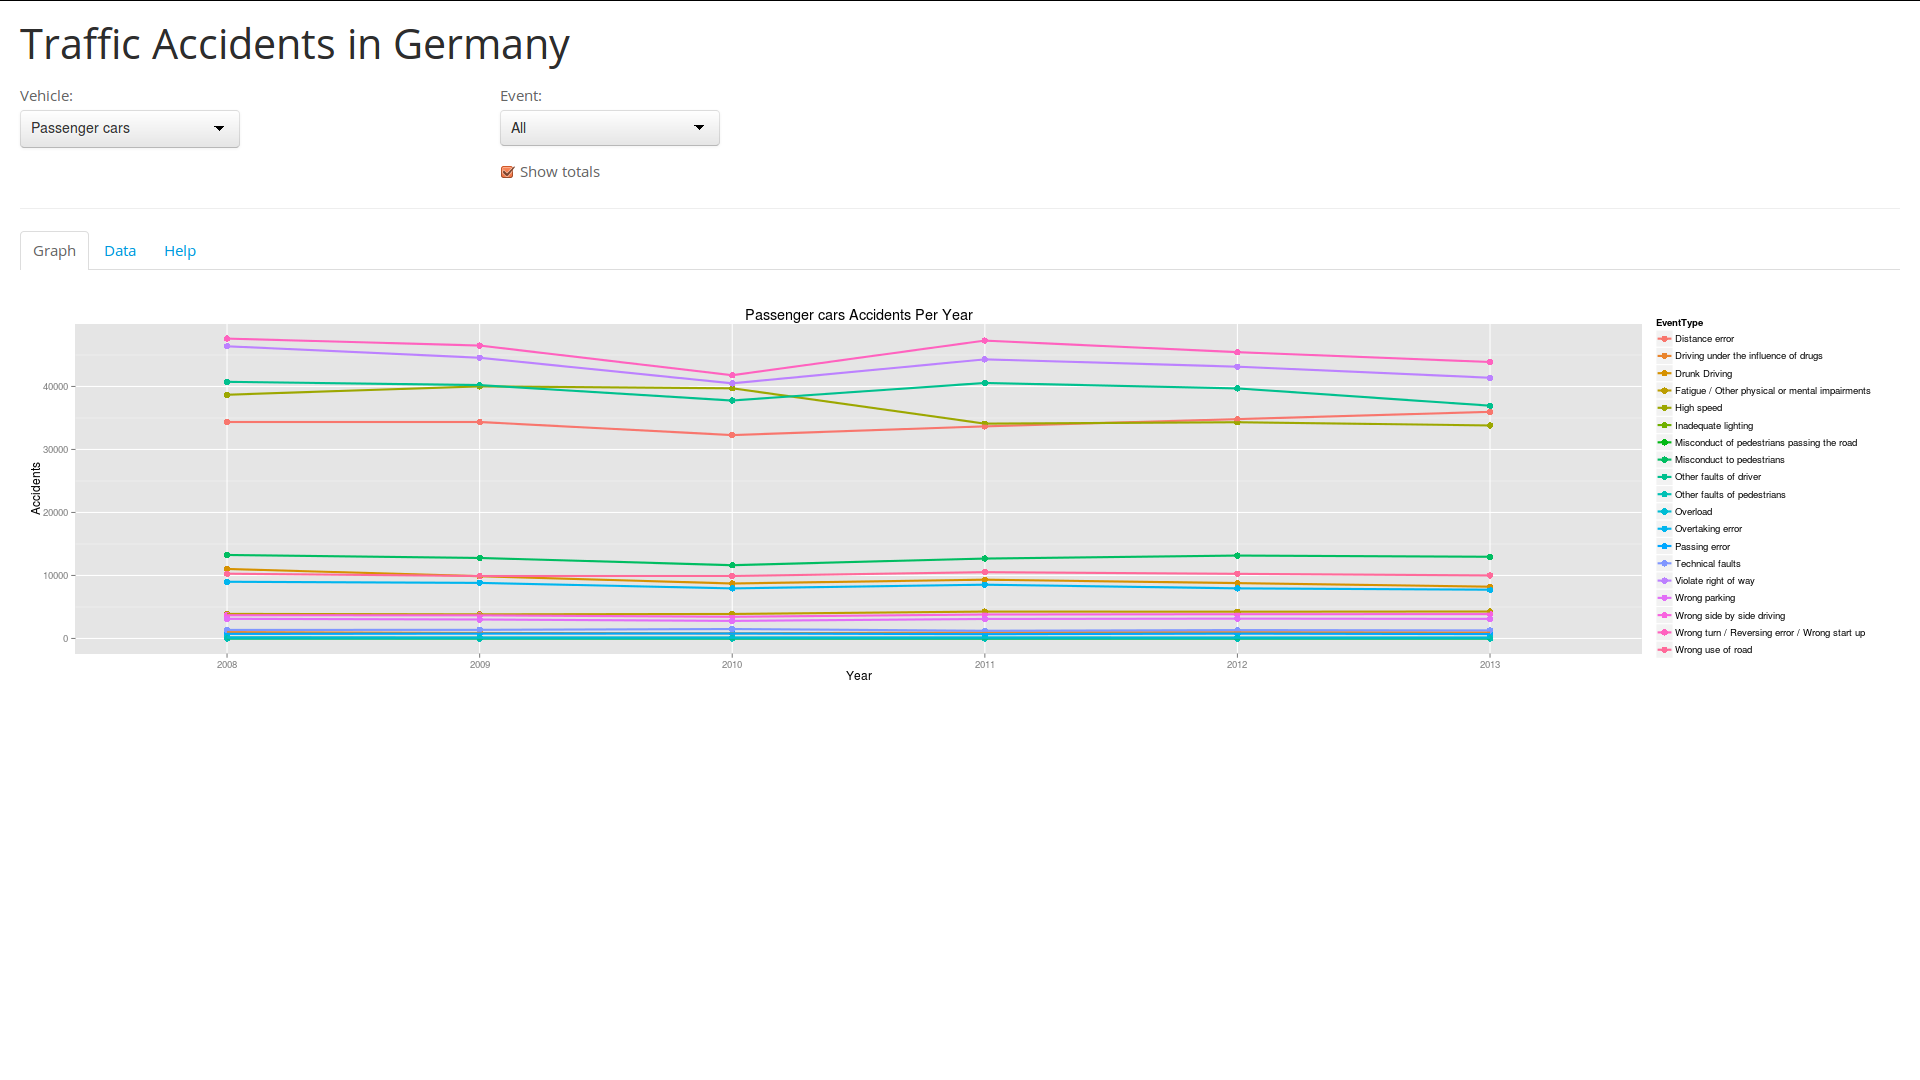 Traffic Accidents in Germany
Vehicle:
Event:
Passenger cars
All
Show totals
Graph
Data
Help
Passenger cars Accidents Per Year
Accidents
40000
30000
20000
10000
0
2008
2009
2010
2011
2012
2013
Year
EventType
Distance error
Driving under the influence of drugs
Drunk Driving
Fatigue / Other physical or mental impairments
High speed
Inadequate lighting
Misconduct of pedestrians passing the road
Misconduct to pedestrians
Other faults of driver
Other faults of pedestrians
Overload
Overtaking error
Passing error
Technical faults
Violate right of way
Wrong parking
Wrong side by side driving
Wrong turn / Reversing error / Wrong start up
Wrong use of road